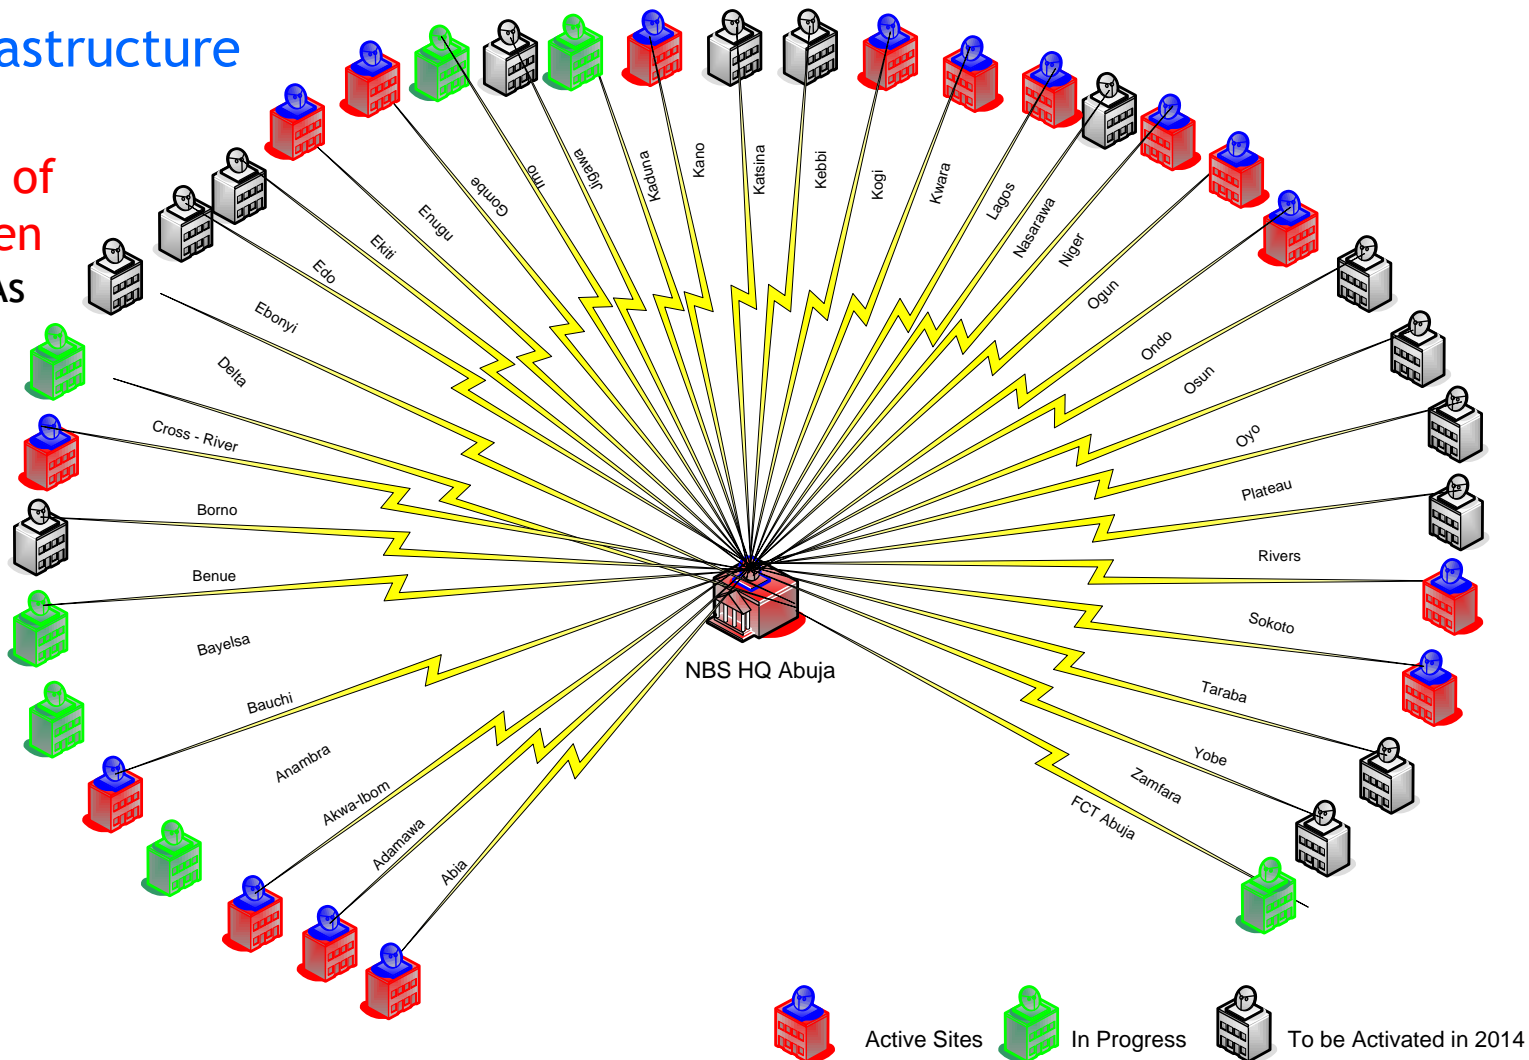 astructure
of
en
As
Gombe
Imo
Jigawa
Kaduna
Kano
Katsina
Kebbi
Kogi
Kwara
Lagos
Nasarawa
Niger
Ogun
Ondo
Osun
Oyo
Plateau
Rivers
Sokoto
Taraba
Yobe
Zamfara
FCT Abuja
Enugu
Ekiti
Edo
Ebonyi
Delta
Cross - River
Borno
Benue
Bayelsa
Bauchi
Anambra
Akwa-Ibom
Adamawa
Abia
NBS HQ Abuja
Active Sites
In Progress
To be Activated in 2014